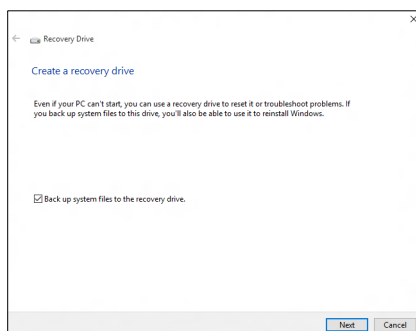 Recovery Drive
Create a recovery drive
Even if your PC can't start, you can use a recovery drive to reset it or troubleshoot problems. If
you back up system files to this drive, you'll also be able to use it to reinstall Windows.
Back up system files to the recovery drive.
Next Cancel